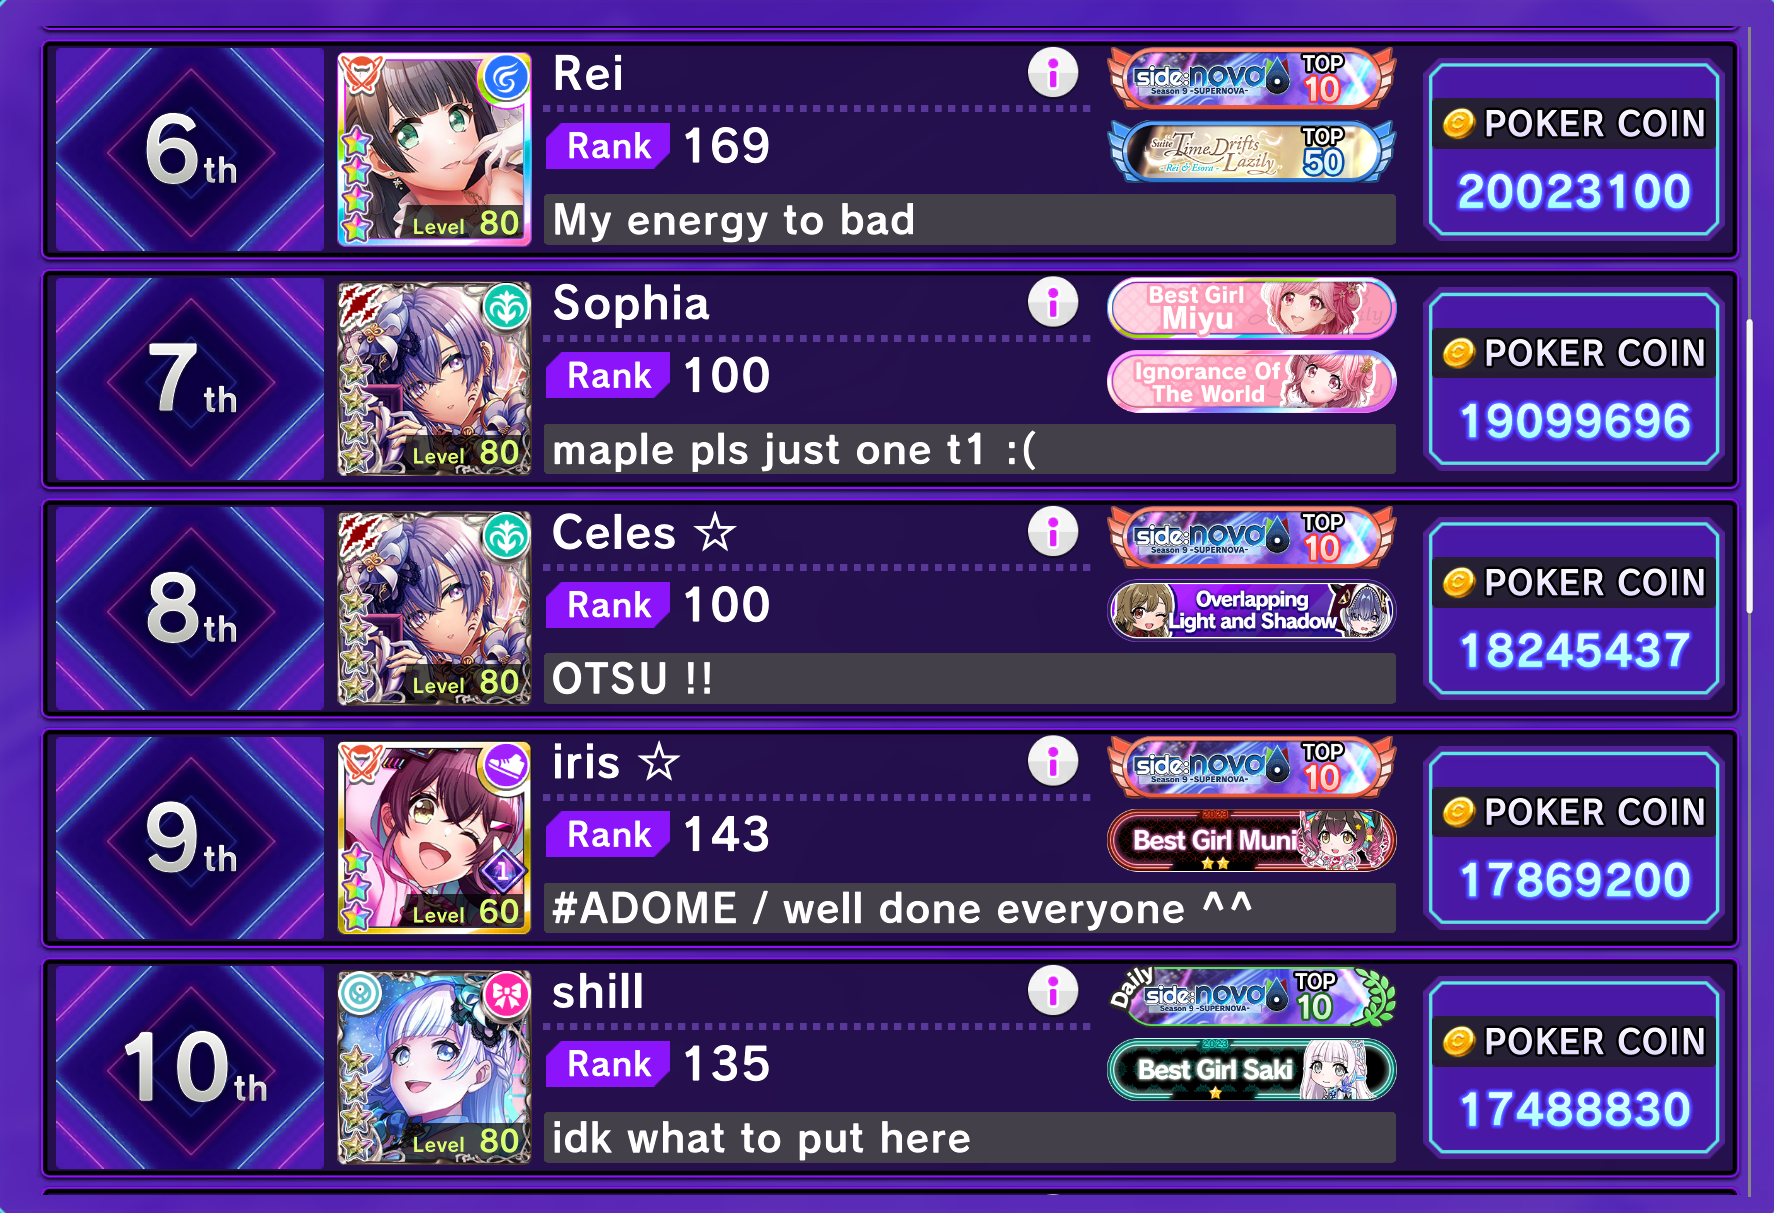 6th
Level 80
Rei
Rank 169
My energy to bad
side:nova TOP 10
Season 9 -SUPERNOVA-
Suite Time Drifts Lazily TOP 50
- Rei & Esora -
POKER COIN
20023100
7th
Level 80
Sophia
Rank 100
maple pls just one t1 :(
Best Girl
Miyu
Ignorance Of
The World
POKER COIN
19099696
8th
Level 80
Celes ☆
Rank 100
OTSU !!
side:nova TOP 10
Season 9 -SUPERNOVA-
Overlapping
Light and Shadow
POKER COIN
18245437
9th
1
Level 60
iris ☆
Rank 143
#ADOME / well done everyone ^^
side:nova TOP 10
Season 9 -SUPERNOVA-
2023
Best Girl Muni
POKER COIN
17869200
10th
Level 80
shill
Rank 135
idk what to put here
Daily side:nova TOP 10
Season 9 -SUPERNOVA-
2023
Best Girl Saki
POKER COIN
17488830